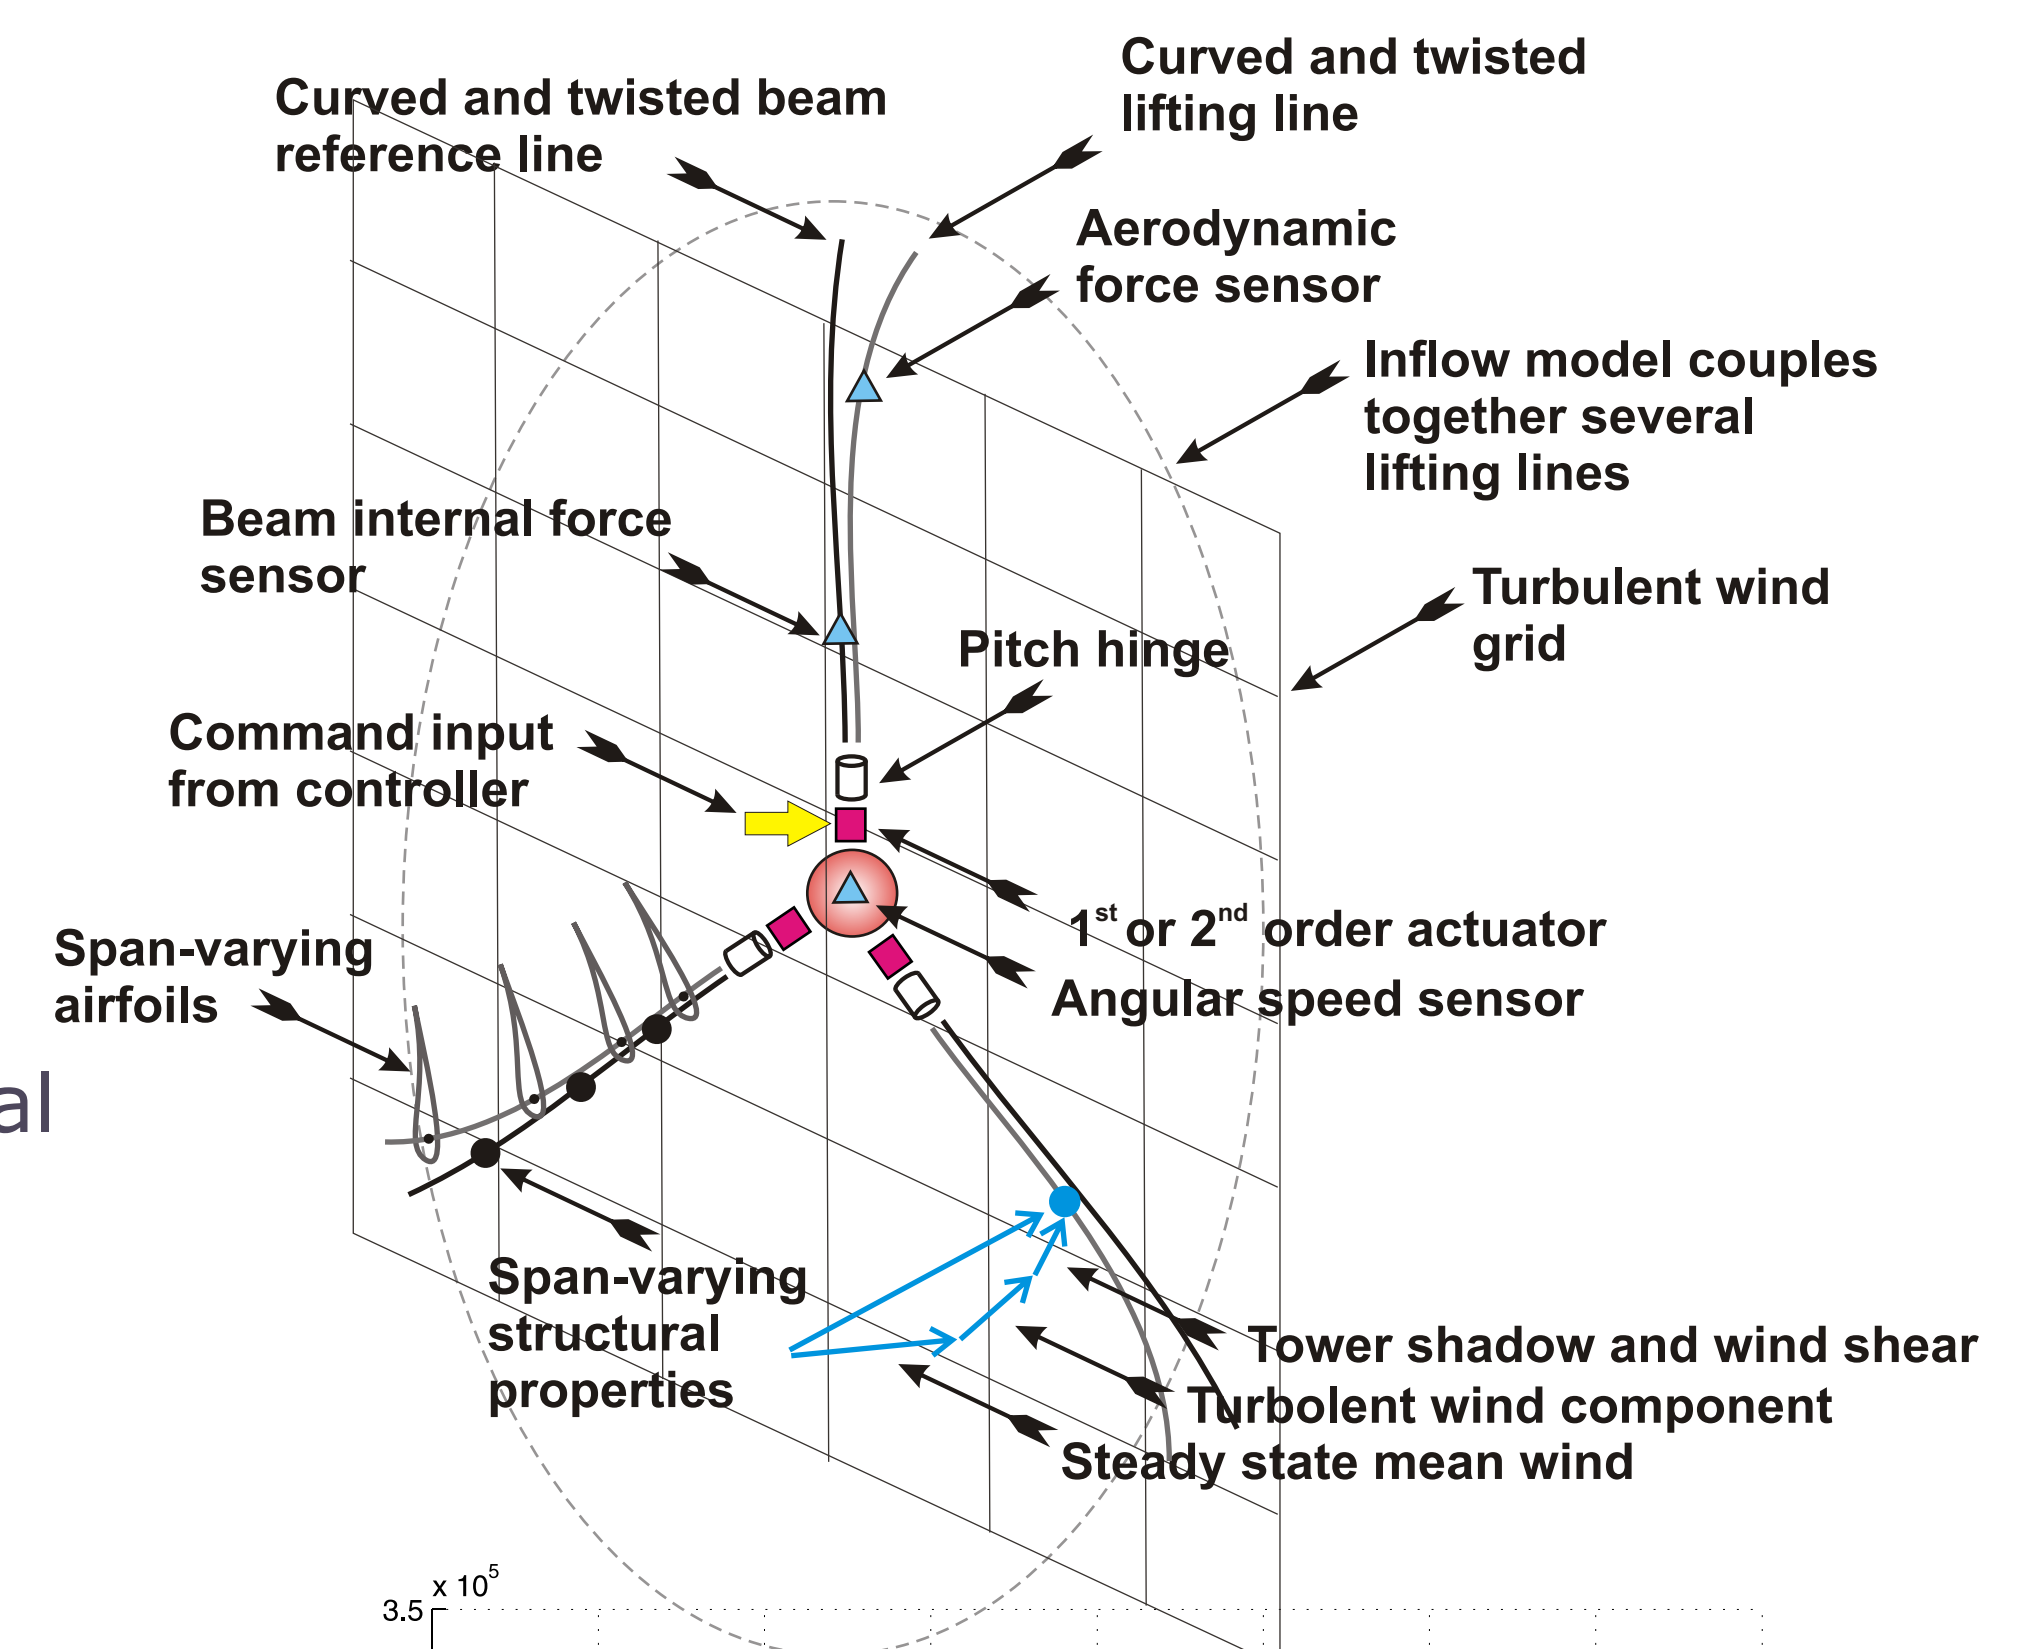 Curved and twisted
lifting line
Curved and twisted beam
reference line
Aerodynamic
force sensor
Inflow model couples
together several
lifting lines
Beam internal force
sensor
Turbulent wind
grid
Pitch hinge
Command input
from controller
1st or 2nd order actuator
Span-varying
airfoils
Angular speed sensor
al
Span-varying
structural
properties
Tower shadow and wind shear
Turbolent wind component
Steady state mean wind
x 10^5
3.5